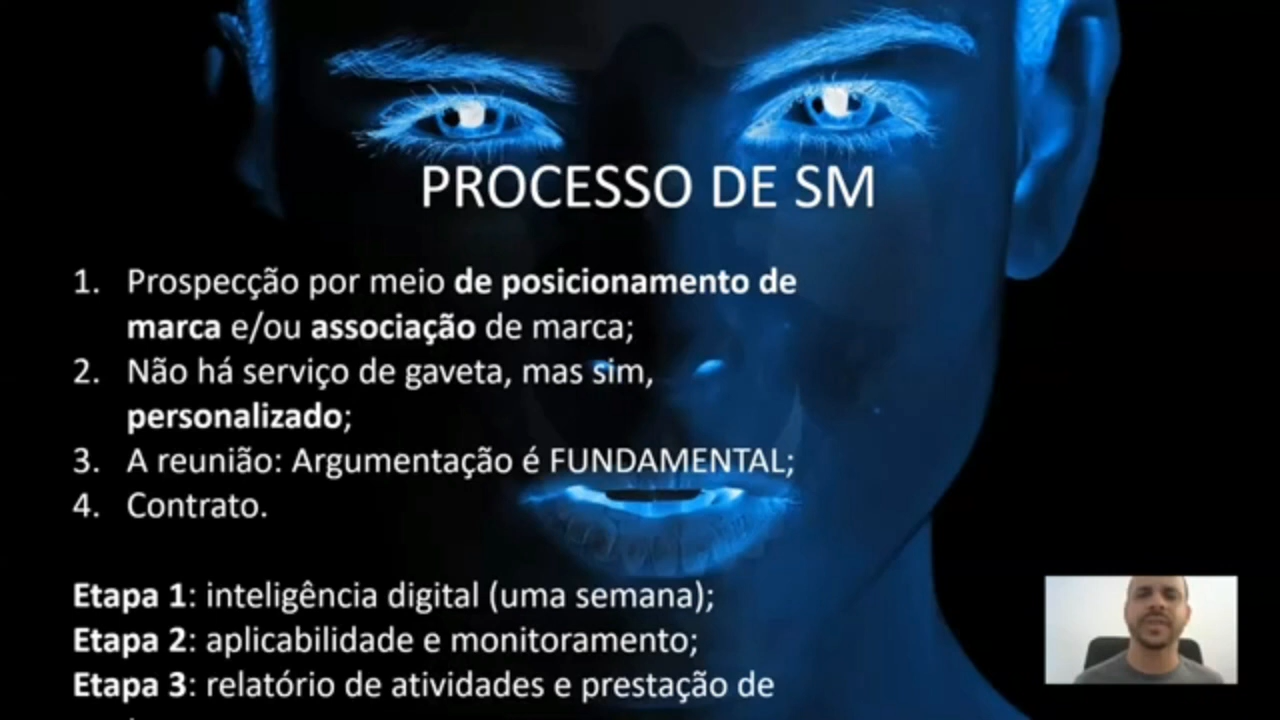 PROCESSO DE SM
1. Prospecção por meio de posicionamento de
marca e/ou associação de marca;
2. Não há serviço de gaveta, mas sim,
personalizado;
3. A reunião: Argumentação é FUNDAMENTAL;
4. Contrato.
Etapa 1: inteligência digital (uma semana);
Etapa 2: aplicabilidade e monitoramento;
Etapa 3: relatório de atividades e prestação de